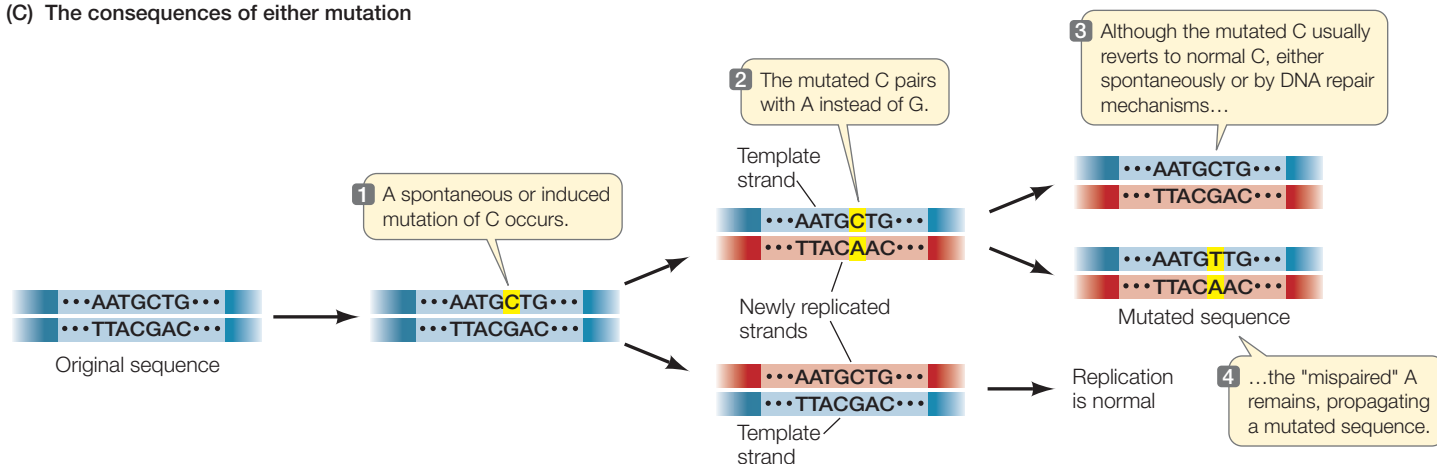 (C) The consequences of either mutation
···AATGCTG···
···TTACGAC···
Original sequence
1 A spontaneous or induced
mutation of C occurs.
···AATGCTG···
···TTACGAC···
2 The mutated C pairs
with A instead of G.
Template
strand
···AATGCTG···
···TTACAAC···
Newly replicated
strands
···AATGCTG···
···TTACGAC···
Template
strand
3 Although the mutated C usually
reverts to normal C, either
spontaneously or by DNA repair
mechanisms…
···AATGCTG···
···TTACGAC···
···AATGTTG···
···TTACAAC···
Mutated sequence
Replication
is normal
4 …the "mispaired" A
remains, propagating
a mutated sequence.